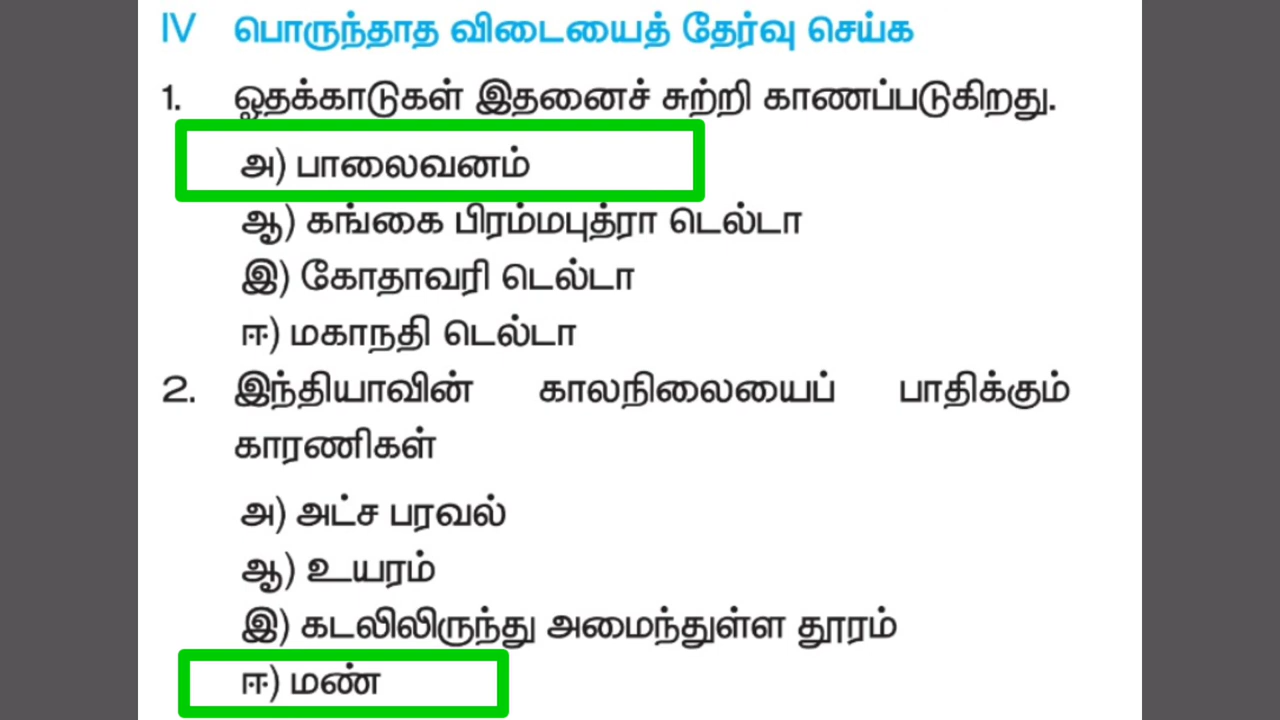 IV பொருந்தாத விடையைத் தேர்வு செய்க
1. ஓதக்காடுகள் இதனைச் சுற்றி காணப்படுகிறது.
அ) பாலைவனம்
ஆ) கங்கை பிரம்மபுத்ரா டெல்டா
இ) கோதாவரி டெல்டா
ஈ) மகாநதி டெல்டா
2. இந்தியாவின் காலநிலையைப் பாதிக்கும்
காரணிகள்
அ) அட்ச பரவல்
ஆ) உயரம்
இ) கடலிலிருந்து அமைந்துள்ள தூரம்
ஈ) மண்